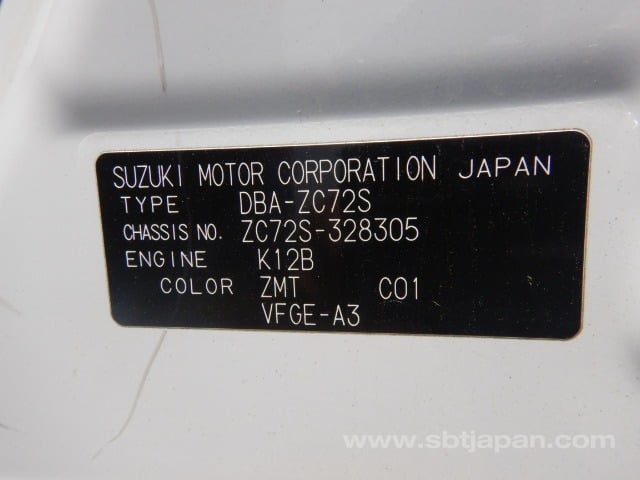 SUZUKI MOTOR CORPORATION JAPAN
TYPE DBA-ZC72S
CHASSIS NO. ZC72S-328305
ENGINE K12B
COLOR ZMT C01
VFGE-A3
www.sbtjapan.com